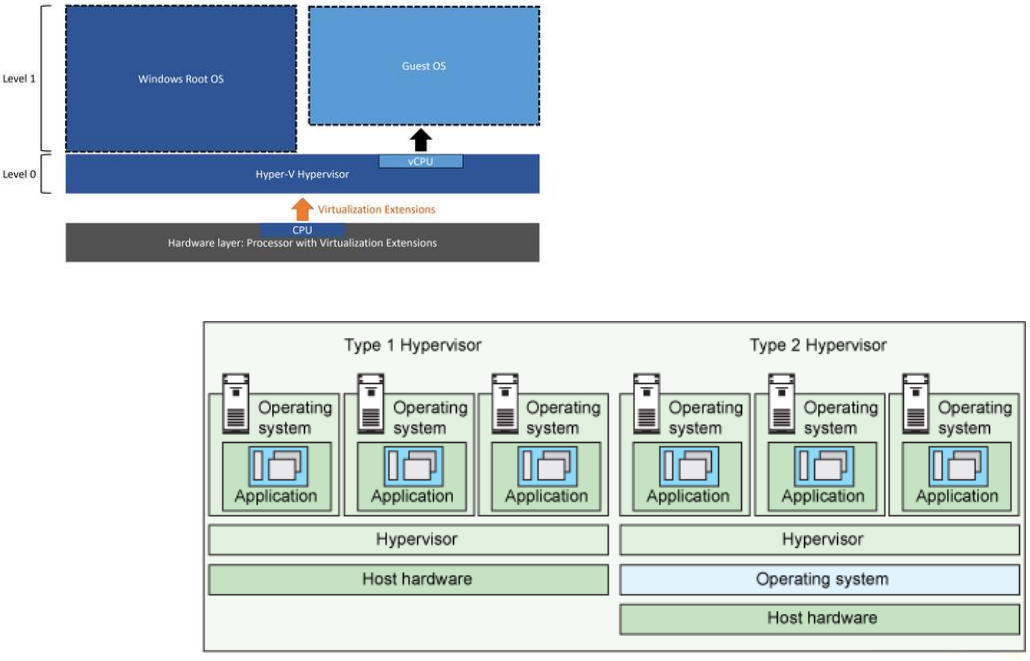 Level 1
Windows Root OS
Guest OS
Level 0
vCPU
Hyper-V Hypervisor
Virtualization Extensions
CPU
Hardware layer: Processor with Virtualization Extensions
Type 1 Hypervisor
Operating
system
Application
Operating
system
Application
Operating
system
Application
Hypervisor
Host hardware
Type 2 Hypervisor
Operating
system
Application
Operating
system
Application
Operating
system
Application
Hypervisor
Operating system
Host hardware